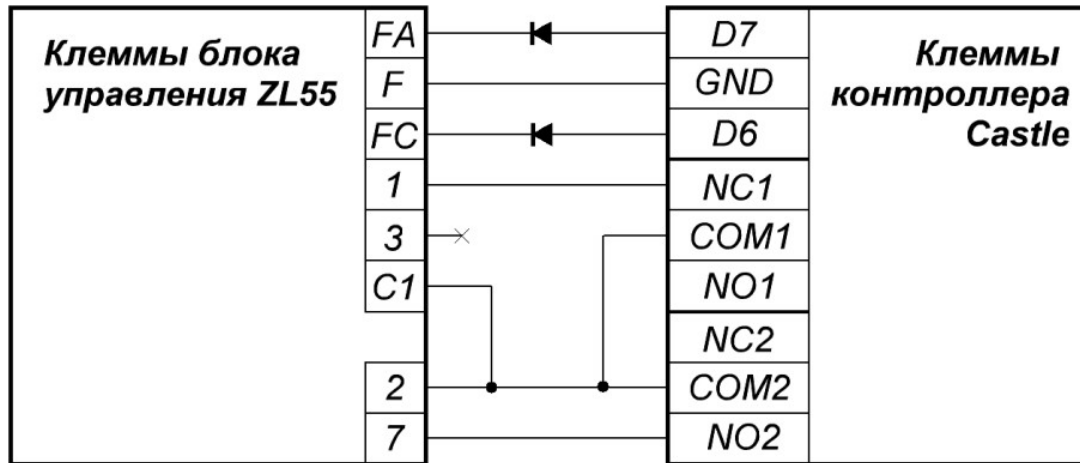 Клеммы блока
управления ZL55
FA
F
FC
1
3
C1
2
7
D7
GND
D6
NC1
COM1
NO1
NC2
COM2
NO2
Клеммы
контроллера
Castle